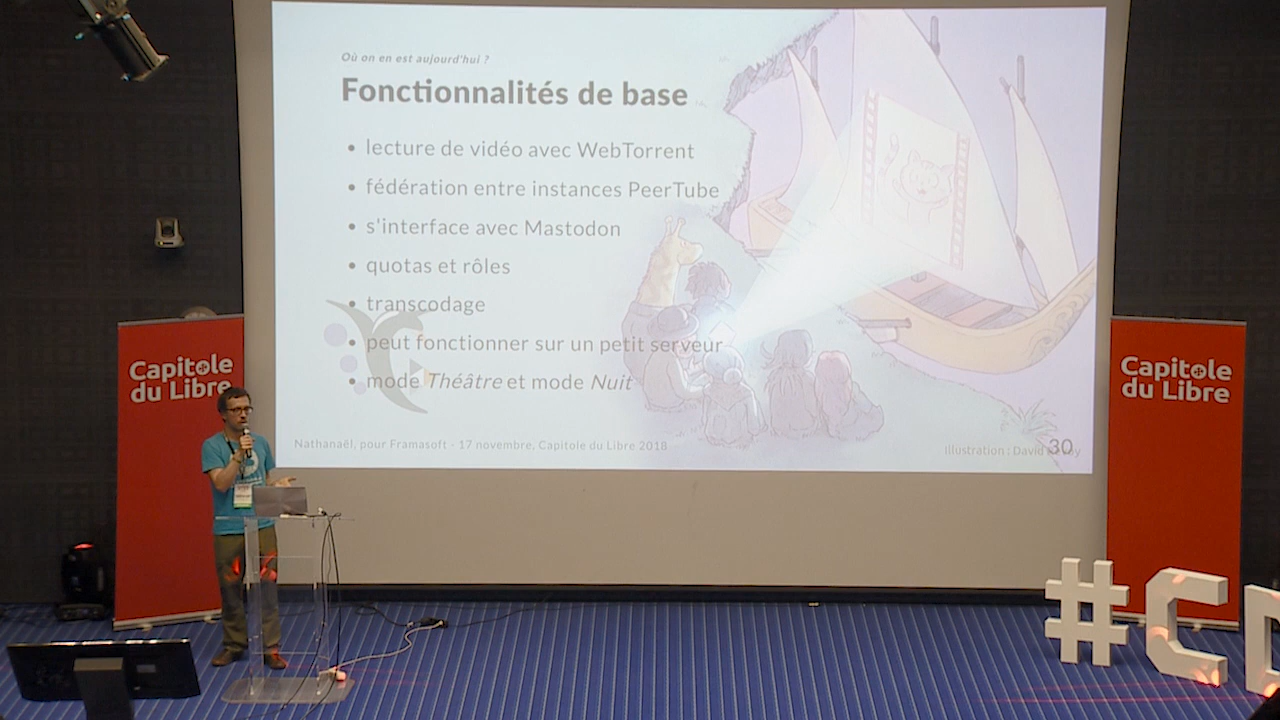 Où on en est aujourd'hui ?
Fonctionnalités de base
• lecture de vidéo avec WebTorrent
• fédération entre instances PeerTube
• s'interface avec Mastodon
• quotas et rôles
• transcodage
• peut fonctionner sur un petit serveur
• mode Théâtre et mode Nuit
Nathanaël, pour Framasoft - 17 novembre, Capitole du Libre 2018
Illustration : David
30
Capitole
du Libre
Capitole
du Libre
#C